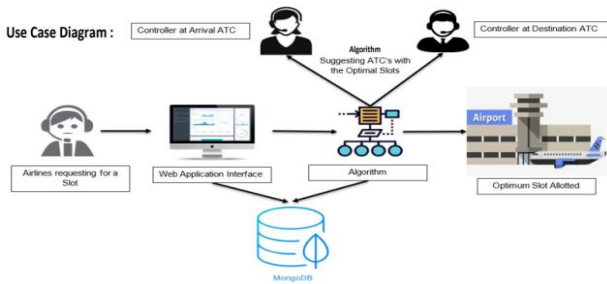 Use Case Diagram :
Controller at Arrival ATC
Controller at Destination ATC
Algorithm
Suggesting ATC's with
the Optimal Slots
Airport
Airlines requesting for a
Slot
Web Application Interface
Algorithm
Optimum Slot Allotted
MongoDB